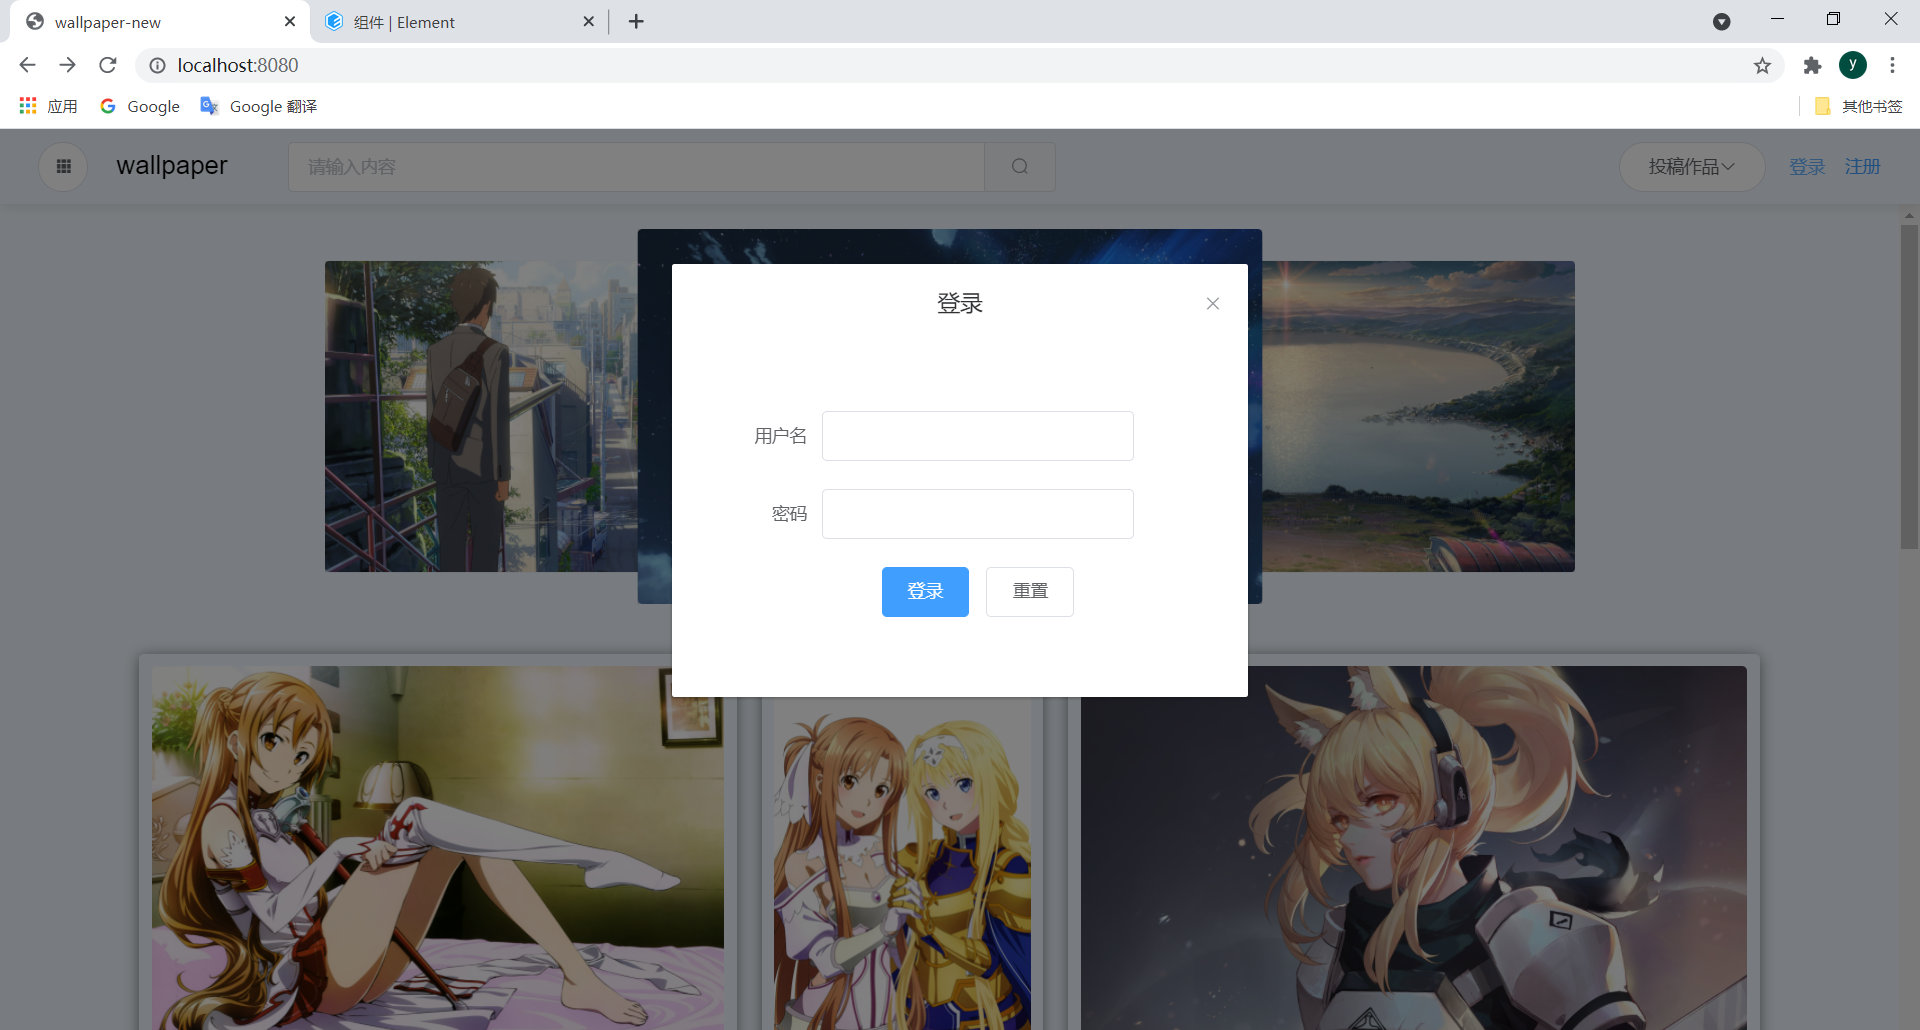 wallpaper-new
组件 | Element
localhost:8080
y
应用
Google
Google 翻译
其他书签
wallpaper
请输入内容
投稿作品
登录
注册
登录
用户名
密码
登录
重置